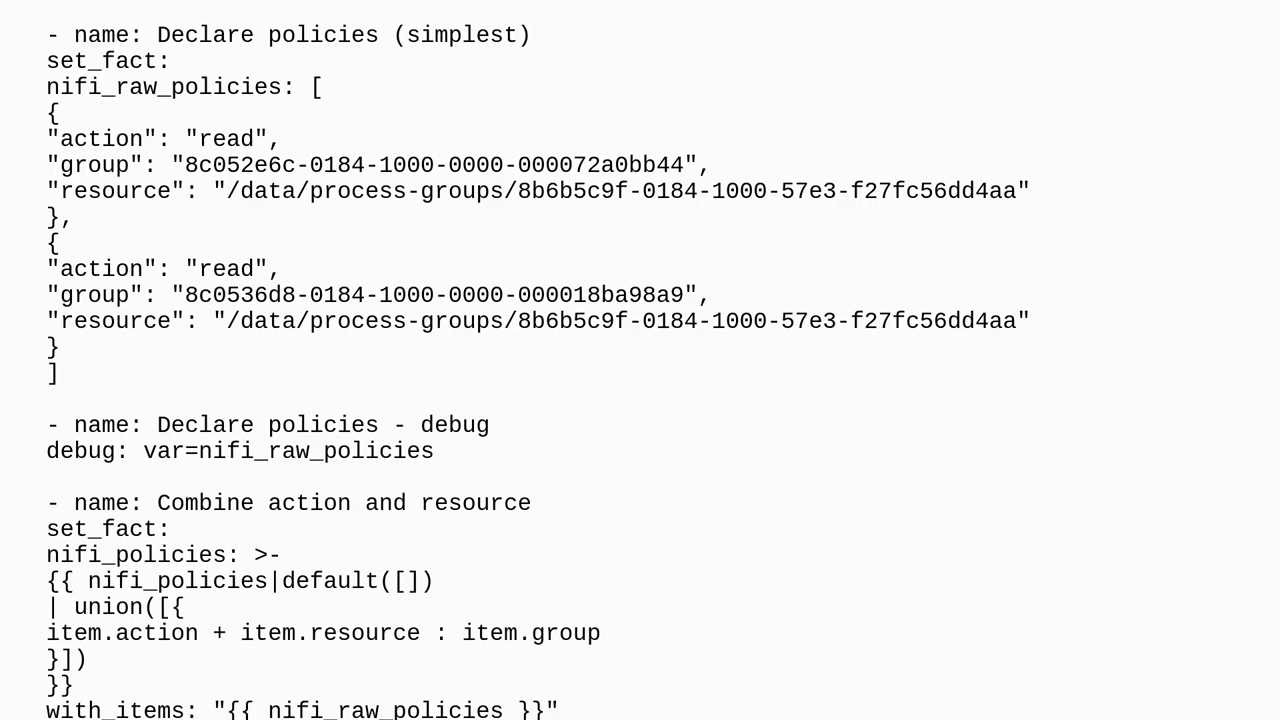 - name: Declare policies (simplest)
set_fact:
nifi_raw_policies: [
{
"action": "read",
"group": "8c052e6c-0184-1000-0000-000072a0bb44",
"resource": "/data/process-groups/8b6b5c9f-0184-1000-57e3-f27fc56dd4aa"
},
{
"action": "read",
"group": "8c0536d8-0184-1000-0000-000018ba98a9",
"resource": "/data/process-groups/8b6b5c9f-0184-1000-57e3-f27fc56dd4aa"
}
]
- name: Declare policies - debug
debug: var=nifi_raw_policies
- name: Combine action and resource
set_fact:
nifi_policies: >-
{{ nifi_policies|default([])
| union([{
item.action + item.resource : item.group
}])
}}
with_items: "{{ nifi_raw_policies }}"